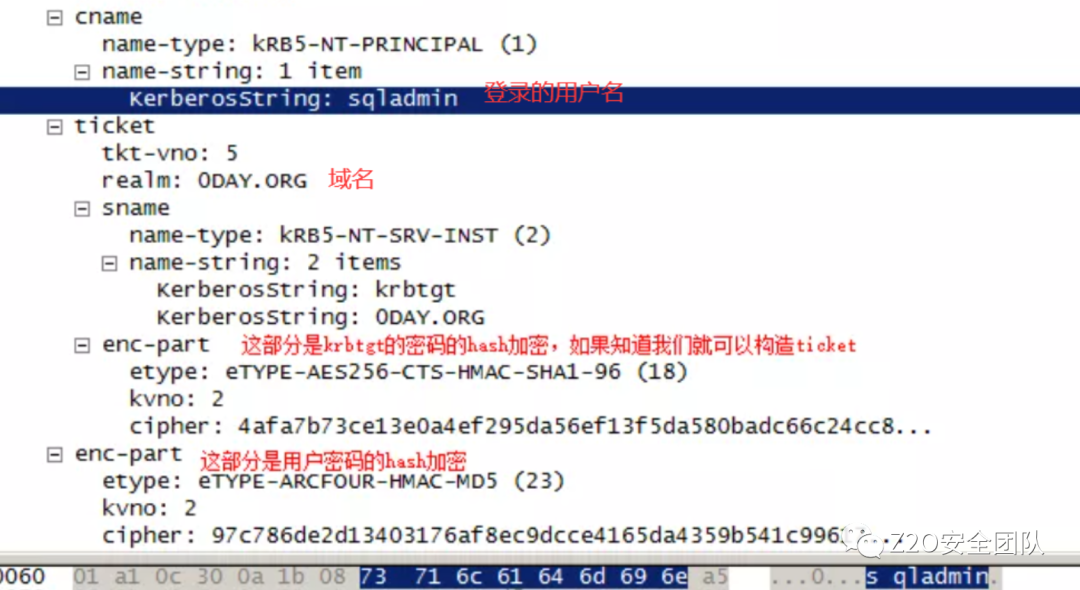 cname
name-type: kRB5-NT-PRINCIPAL (1)
name-string: 1 item
KerberosString: sqladmin 登录的用户名
ticket
tkt-vno: 5
realm: 0DAY.ORG 域名
sname
name-type: kRB5-NT-SRV-INST (2)
name-string: 2 items
KerberosString: krbtgt
KerberosString: 0DAY.ORG
enc-part 这部分是krbtgt的密码的hash加密，如果知道我们就可以构造ticket
etype: eTYPE-AES256-CTS-HMAC-SHA1-96 (18)
kvno: 2
cipher: 4afa7b73ce13e0a4ef295da56ef13f5da580badc66c24cc8...
enc-part 这部分是用户密码的hash加密
etype: eTYPE-ARCFOUR-HMAC-MD5 (23)
kvno: 2
cipher: 97c786de2d13403176af8ec9dcce4165da4359b541c996
Z2O安全团队
0060 01 a1 0c 30 0a 1b 08 73 71 6c 61 64 6d 69 6e a5 ...0...s qladmin.